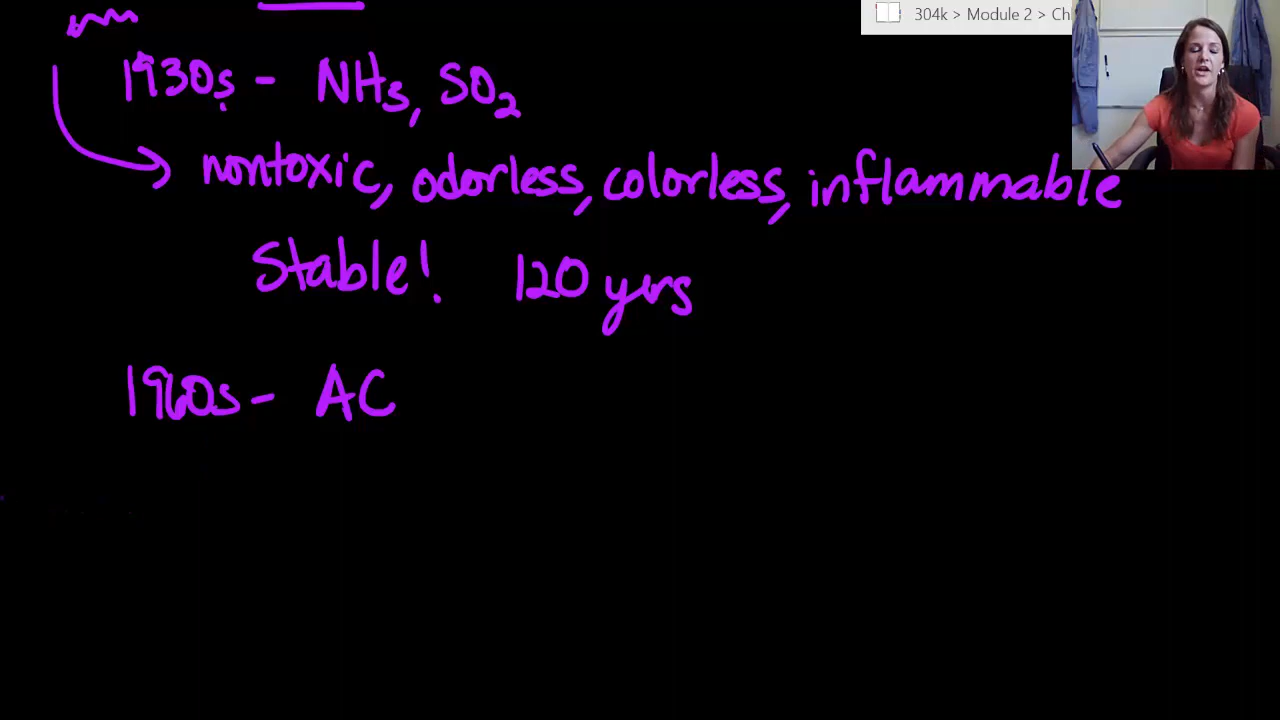 304k > Module 2 > Ch
1930s - NH3, SO2
nontoxic, odorless, colorless, inflammable
Stable! 120 yrs
1960s - AC